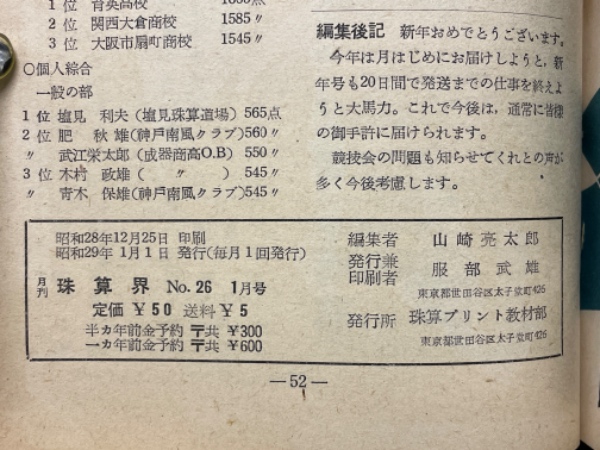 1 位 育英高校
2 位 関西大倉商校 1585〃
3 位 大阪市扇町商校 1545〃
○個人綜合
一般の部
1 位 塩見 利夫(塩見珠算道場) 565点
2 位 肥 秋雄(神戸南風クラブ)560〃
〃 武江栄太郎(成器商高O.B) 550〃
3 位 木村 政雄( 〃 ) 545〃
〃 青木 保雄(神戸南風クラブ)545〃
編集後記 新年おめでとうございます。
今年は月はじめにお届けしようと,新
年号も20日間で発送までの仕事を終えよ
うと大馬力。これで今後は,通常に皆様
の御手許に届けられます。
競技会の問題も知らせてくれとの声が
多く今後考慮します。
昭和28年12月25日 印刷
昭和29年 1月1日 発行(毎月1回発行)
月刊 珠算界 No.26 1月号
定価 ¥50 送料 ¥5
半カ年前金予約 〒共 ¥300
一カ年前金予約 〒共 ¥600
編集者 山崎亮太郎
発行兼印刷者 服部武雄
東京都世田谷区太子堂町426
発行所 珠算プリント教材部
東京都世田谷区太子堂町426
—52—